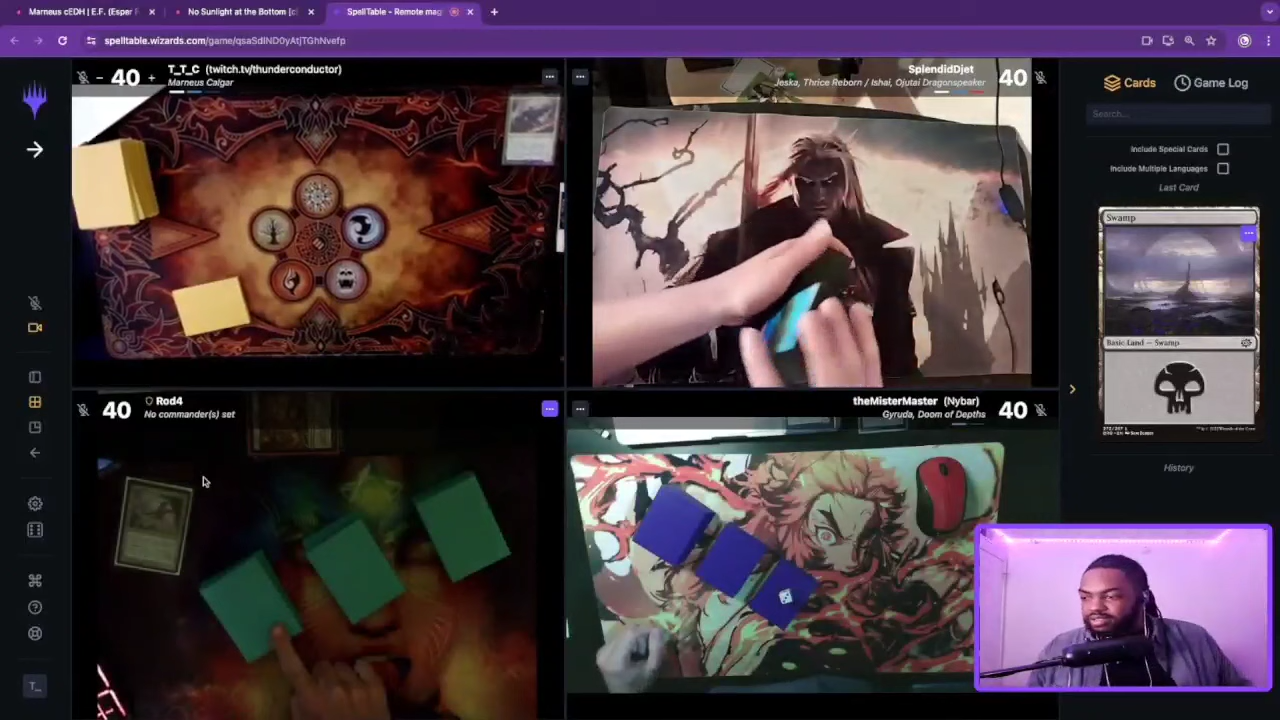 Marneus cEDH | E.F. (Esper F
No Sunlight at the Bottom [c
SpellTable - Remote mag
spelltable.wizards.com/game/qsaSdIND0yAtjTGhNvefp
40
T_T_C (twitch.tv/thunderconductor)
Marneus Calgar
SplendidDjet
Jeska, Thrice Reborn / Ishai, Ojutai Dragonspeaker
40
Cards
Game Log
Search...
Include Special Cards
Include Multiple Languages
Last Card
Swamp
Basic Land — Swamp
History
40
Rod4
No commander(s) set
theMisterMaster (Nybar)
Gyruda, Doom of Depths
40
T_